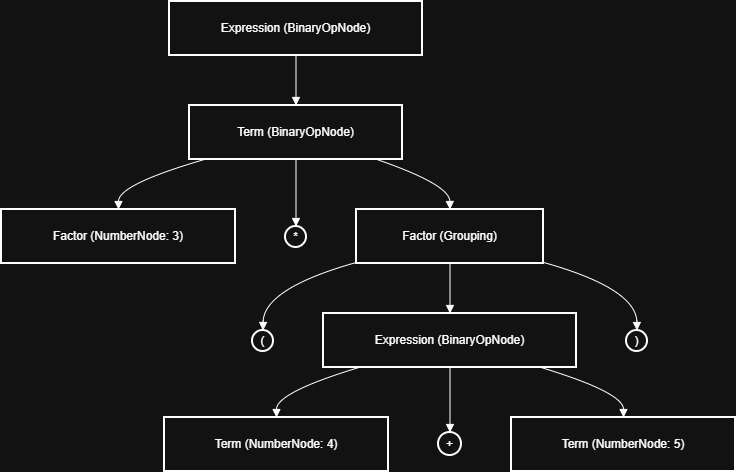 Expression (BinaryOpNode)
Term (BinaryOpNode)
Factor (NumberNode: 3)
*
Factor (Grouping)
(
Expression (BinaryOpNode)
)
Term (NumberNode: 4)
+
Term (NumberNode: 5)